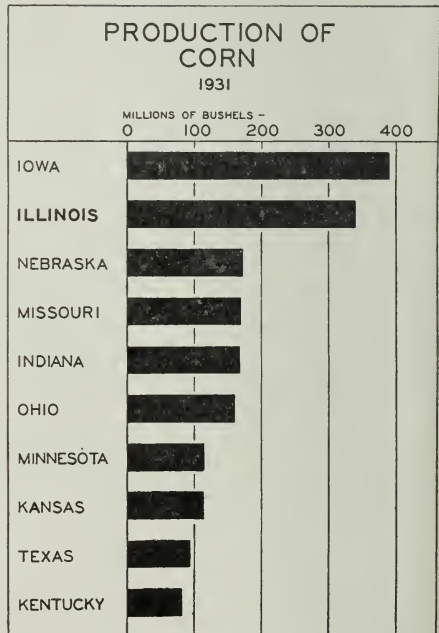 PRODUCTION OF
CORN
1931
MILLIONS OF BUSHELS –
0 100 200 300 400
IOWA
ILLINOIS
NEBRASKA
MISSOURI
INDIANA
OHIO
MINNESOTA
KANSAS
TEXAS
KENTUCKY